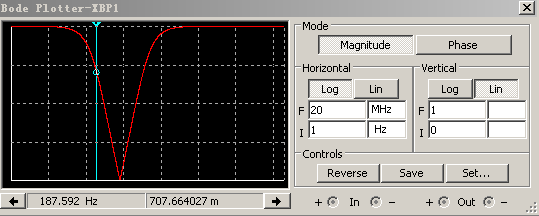 Bode Plotter-XBP1
Mode
Magnitude Phase
Horizontal Vertical
Log Lin Log Lin
F 20 MHz F 1
I 1 Hz I 0
Controls
Reverse Save Set...
187.592 Hz 707.664027 m
+ In - + Out -